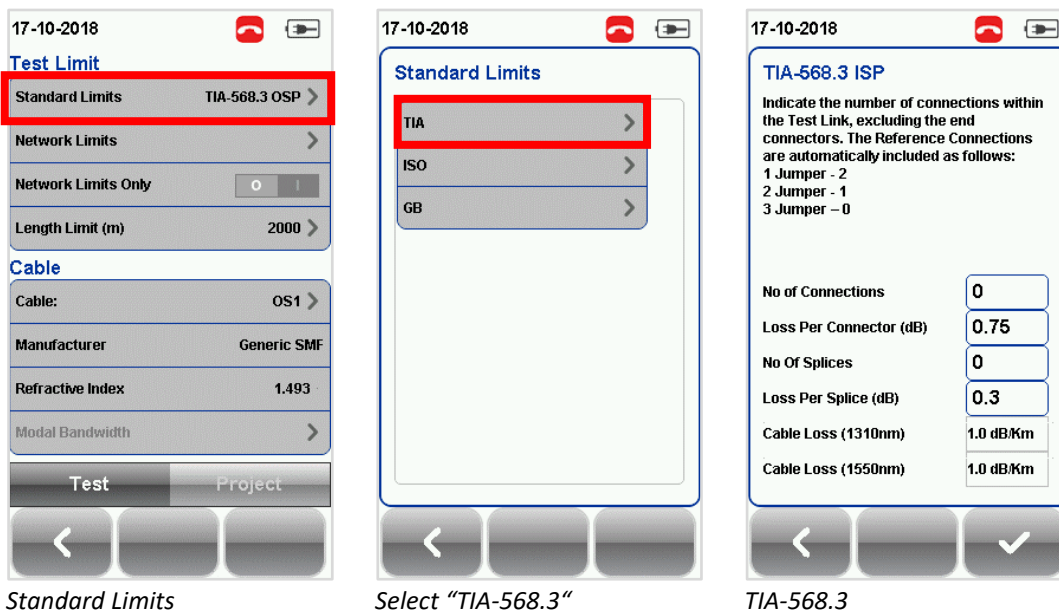 17-10-2018
Test Limit
Standard Limits TIA-568.3 OSP
Network Limits
Network Limits Only O I
Length Limit (m) 2000
Cable
Cable: OS1
Manufacturer Generic SMF
Refractive Index 1.493
Modal Bandwidth
Test Project
Standard Limits
17-10-2018
Standard Limits
TIA
ISO
GB
Select “TIA-568.3“
17-10-2018
TIA-568.3 ISP
Indicate the number of connections within
the Test Link, excluding the end
connectors. The Reference Connections
are automatically included as follows:
1 Jumper - 2
2 Jumper - 1
3 Jumper – 0
No of Connections 0
Loss Per Connector (dB) 0.75
No Of Splices 0
Loss Per Splice (dB) 0.3
Cable Loss (1310nm) 1.0 dB/Km
Cable Loss (1550nm) 1.0 dB/Km
TIA-568.3